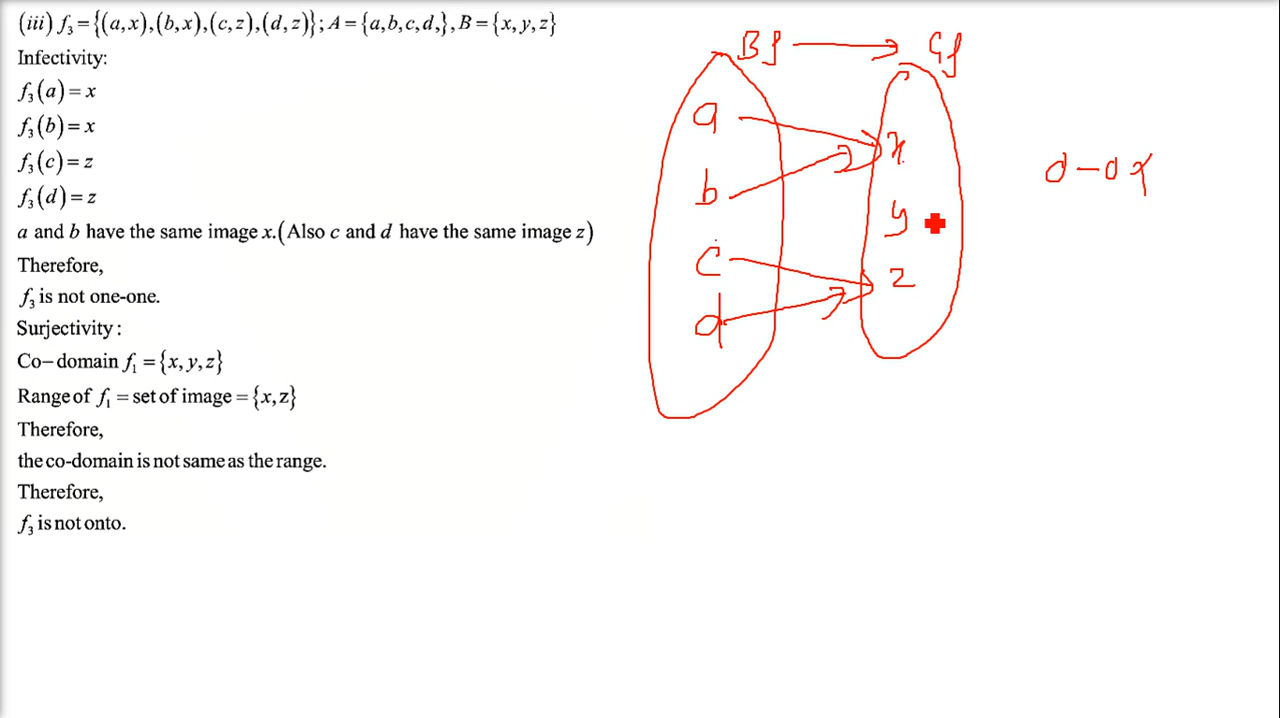 (iii) f₃ = {(a,x),(b,x),(c,z),(d,z)}; A = {a,b,c,d,}, B = {x,y,z}
Infectivity:
f₃(a) = x
f₃(b) = x
f₃(c) = z
f₃(d) = z
a and b have the same image x.(Also c and d have the same image z)
Therefore,
f₃ is not one-one.
Surjectivity :
Co-domain f₁ = {x, y, z}
Range of f₁ = set of image = {x, z}
Therefore,
the co-domain is not same as the range.
Therefore,
f₃ is not onto.
Bf → Gf
a
b
c
d
x
y
z